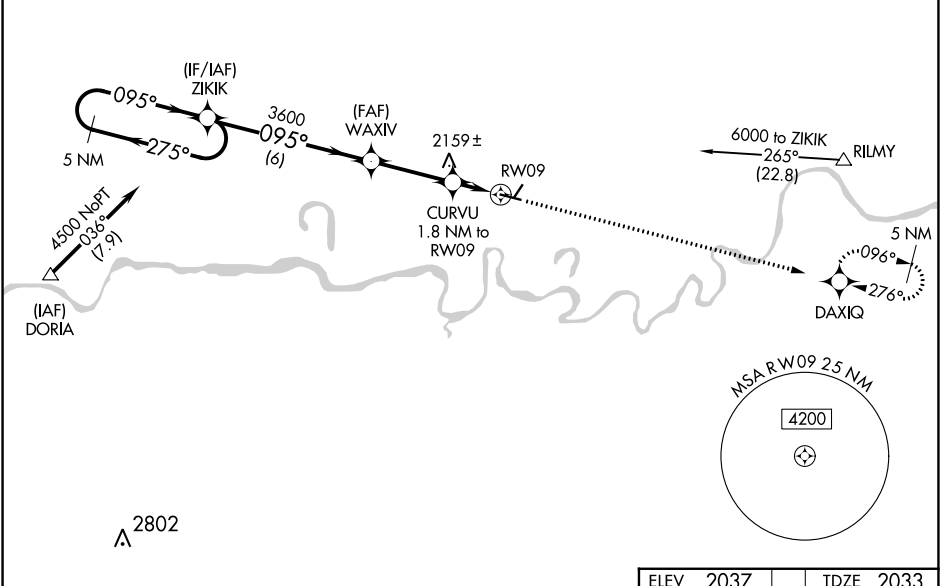 (IF/IAF)
ZIKIK
095°
275°
5 NM
3600
095°
(6)
(FAF)
WAXIV
2159 ±
CURVU
1.8 NM to
RW09
RW09
6000 to ZIKIK
265°
(22.8)
RILMY
4500 NoPT
036°
(7.9)
(IAF)
DORIA
5 NM
096°
276°
DAXIQ
MSA RW09 25 NM
4200
2802
ELEV 2037
TDZE 2033